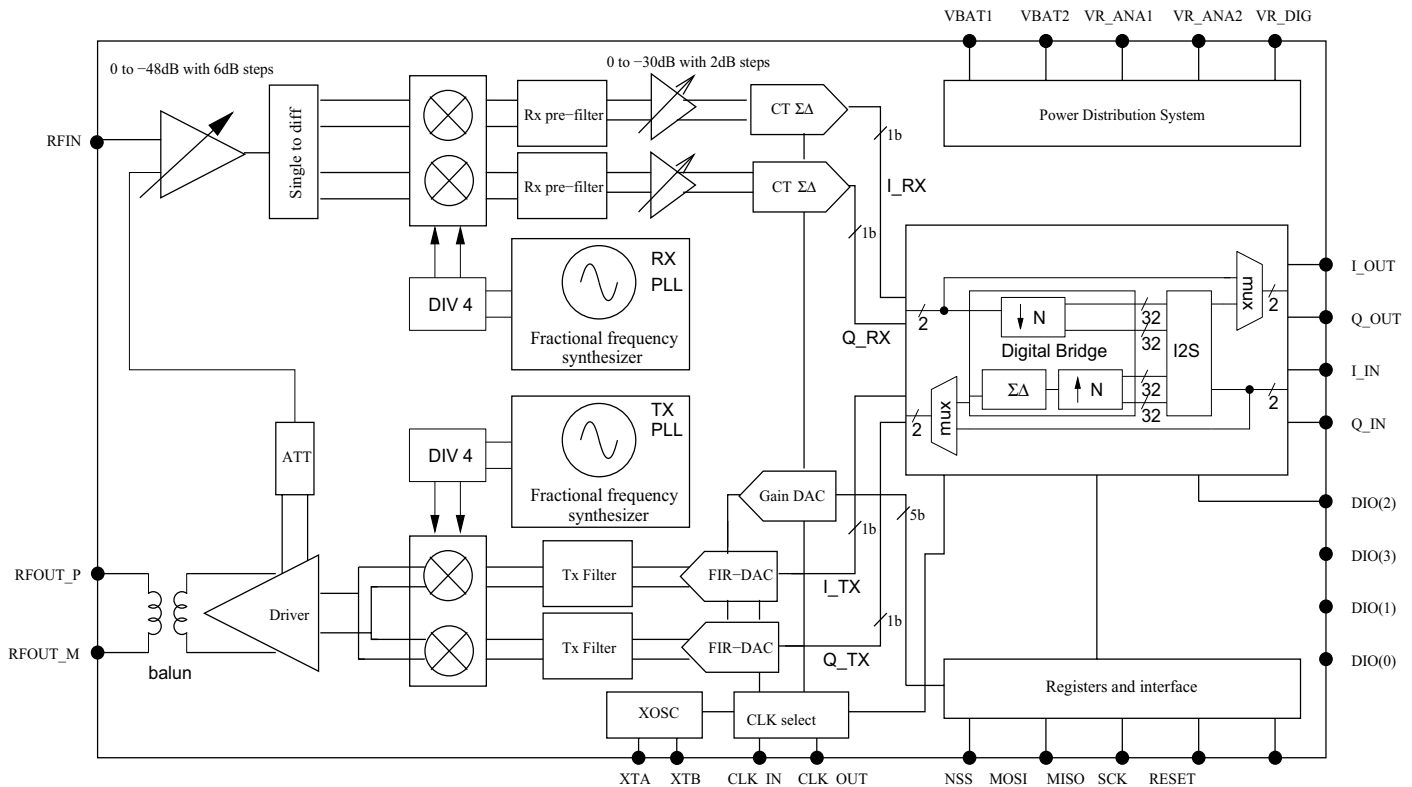 VBAT1 VBAT2 VR_ANA1 VR_ANA2 VR_DIG
0 to −48dB with 6dB steps
0 to −30dB with 2dB steps
RFIN
Single to diff
Rx pre−filter
CT ΣΔ
1b
Power Distribution System
Rx pre−filter
CT ΣΔ
I_RX
1b
RX
PLL
DIV 4
Fractional frequency
synthesizer
Q_RX
2
N
32
32
Digital Bridge
I2S
mux
2
I_OUT
Q_OUT
I_IN
Q_IN
ΣΔ
N
32
32
mux
2
2
TX
PLL
DIV 4
Fractional frequency
synthesizer
ATT
Gain DAC
1b
5b
DIO(2)
DIO(3)
DIO(1)
DIO(0)
RFOUT_P
RFOUT_M
balun
Driver
Tx Filter
FIR−DAC
I_TX
1b
Tx Filter
FIR−DAC
Q_TX
XOSC
CLK select
Registers and interface
XTA XTB CLK_IN CLK_OUT NSS MOSI MISO SCK RESET